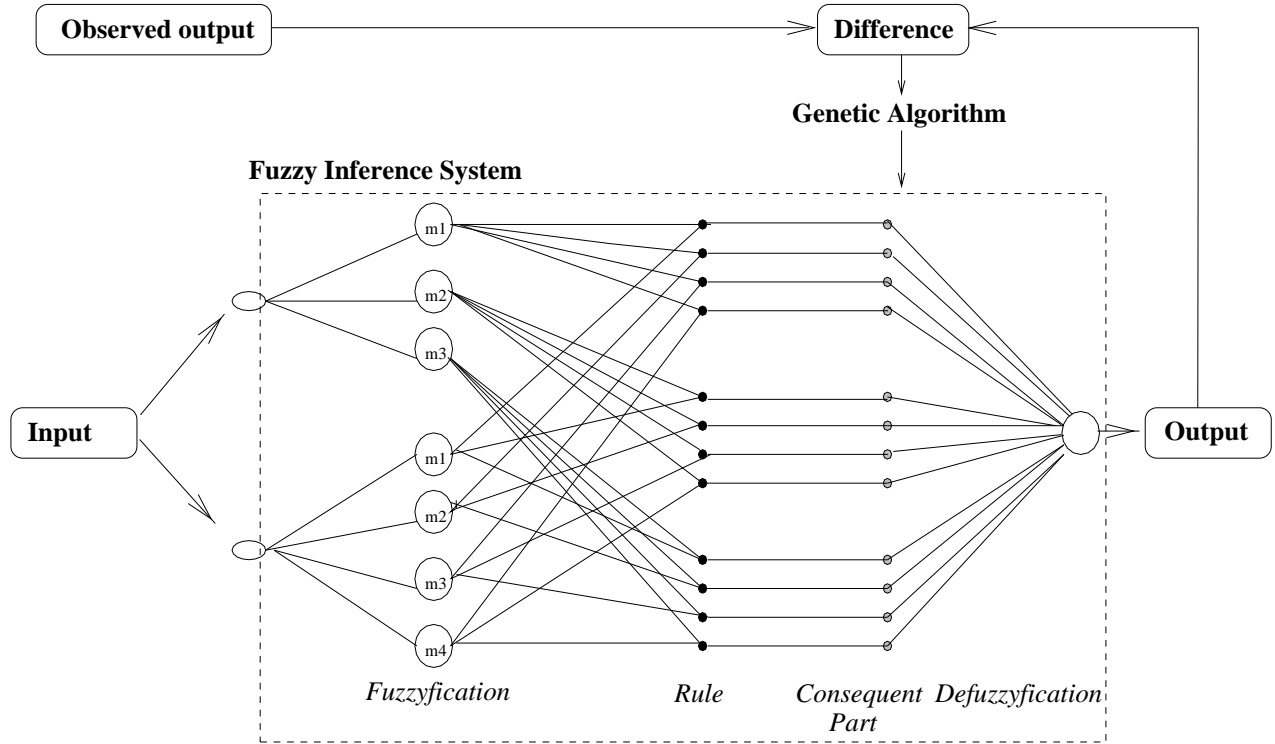 Observed output
Difference
Genetic Algorithm
Fuzzy Inference System
m1
m2
m3
Input
m1
m2
m3
m4
Output
Fuzzyfication
Rule
Consequent
Part
Defuzzyfication